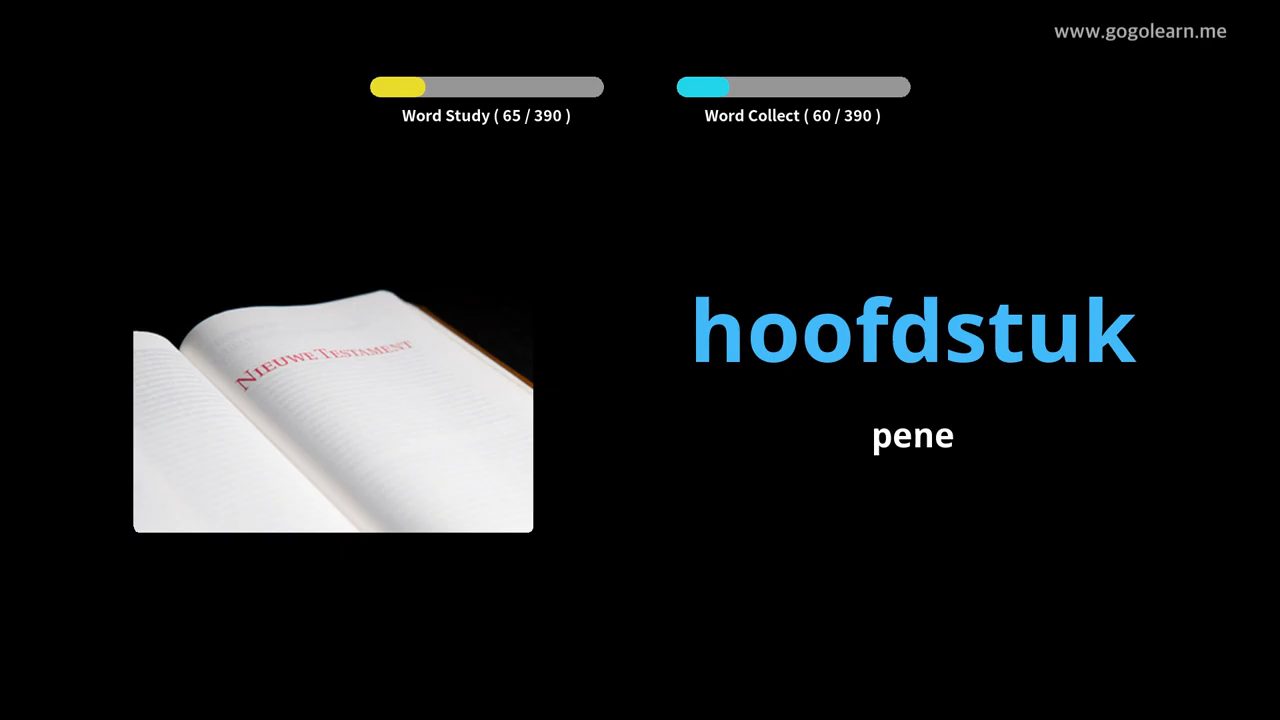 www.gogolearn.me
Word Study ( 65 / 390 )
Word Collect ( 60 / 390 )
NIEUWE TESTAMENT
hoofdstuk
pene